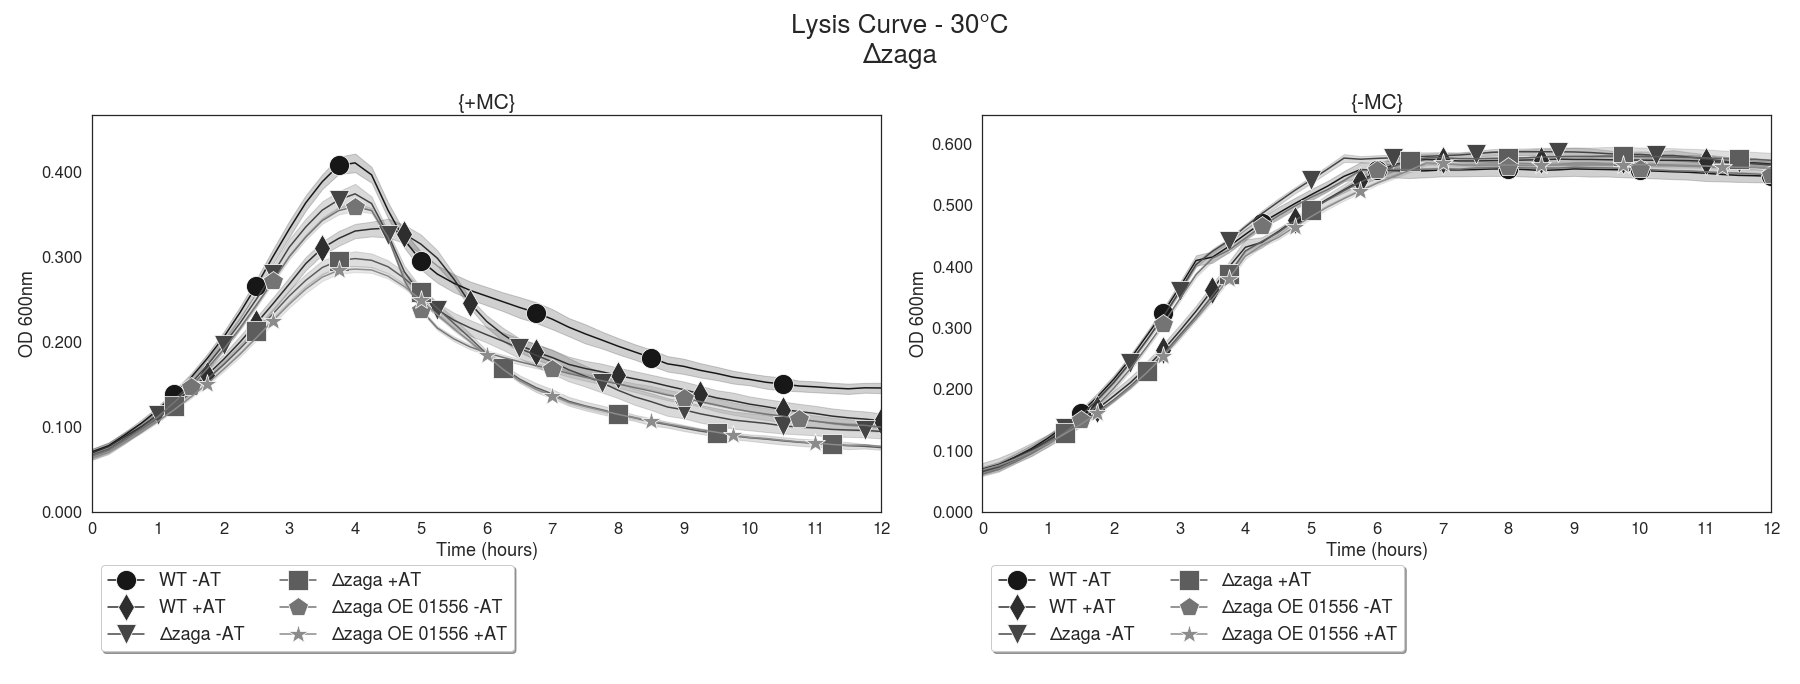 Lysis Curve - 30°C
Δzaga
{+MC}
OD 600nm
0.400
0.300
0.200
0.100
0.000
0 1 2 3 4 5 6 7 8 9 10 11 12
Time (hours)
WT -AT
WT +AT
Δzaga -AT
Δzaga +AT
Δzaga OE 01556 -AT
Δzaga OE 01556 +AT
{-MC}
OD 600nm
0.600
0.500
0.400
0.300
0.200
0.100
0.000
0 1 2 3 4 5 6 7 8 9 10 11 12
Time (hours)
WT -AT
WT +AT
Δzaga -AT
Δzaga +AT
Δzaga OE 01556 -AT
Δzaga OE 01556 +AT